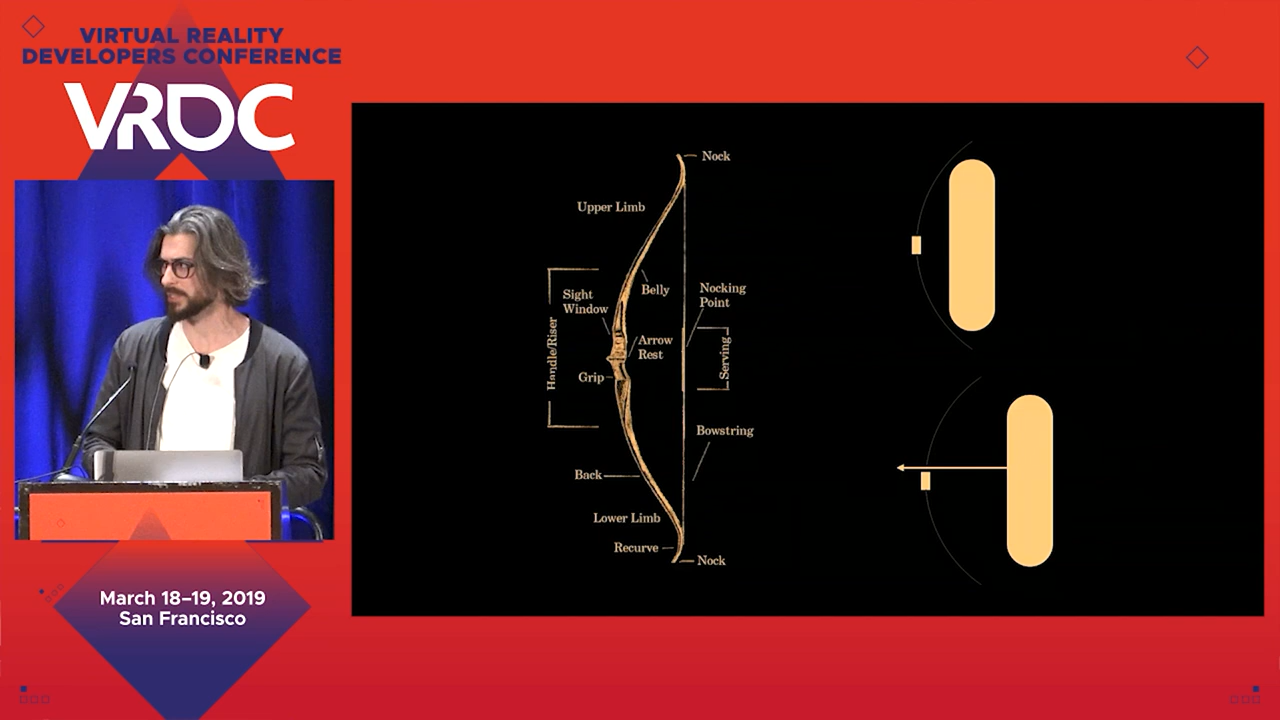 VIRTUAL REALITY
DEVELOPERS CONFERENCE
VRDC
March 18–19, 2019
San Francisco
Nock
Upper Limb
Belly
Sight
Window
Nocking
Point
Handle/Riser
Arrow
Rest
Serving
Grip
Bowstring
Back
Lower Limb
Recurve
Nock